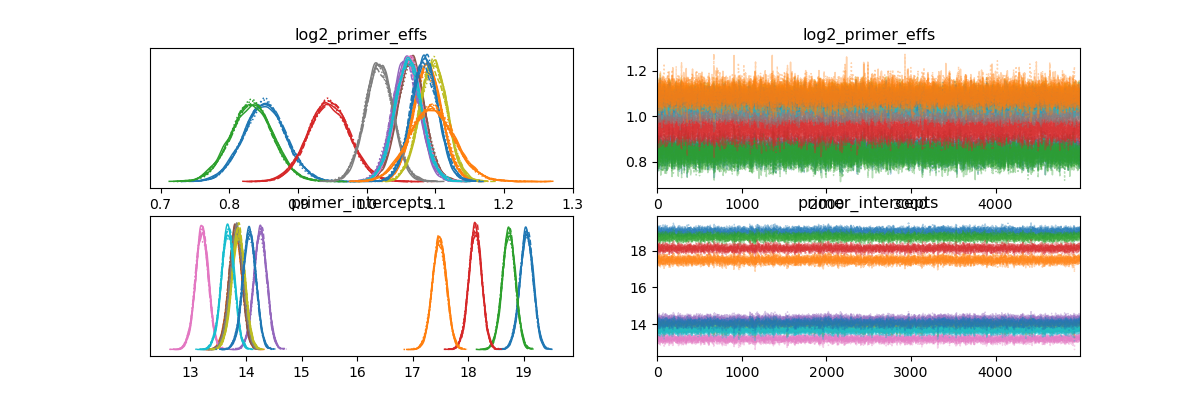 log2_primer_effs
log2_primer_effs
1.2
1.0
0.8
0.7 0.8 0.9 1.0 1.1 1.2 1.3
0 1000 2000 3000 4000
primer_intercepts
primer_intercepts
18
16
14
13 14 15 16 17 18 19
0 1000 2000 3000 4000